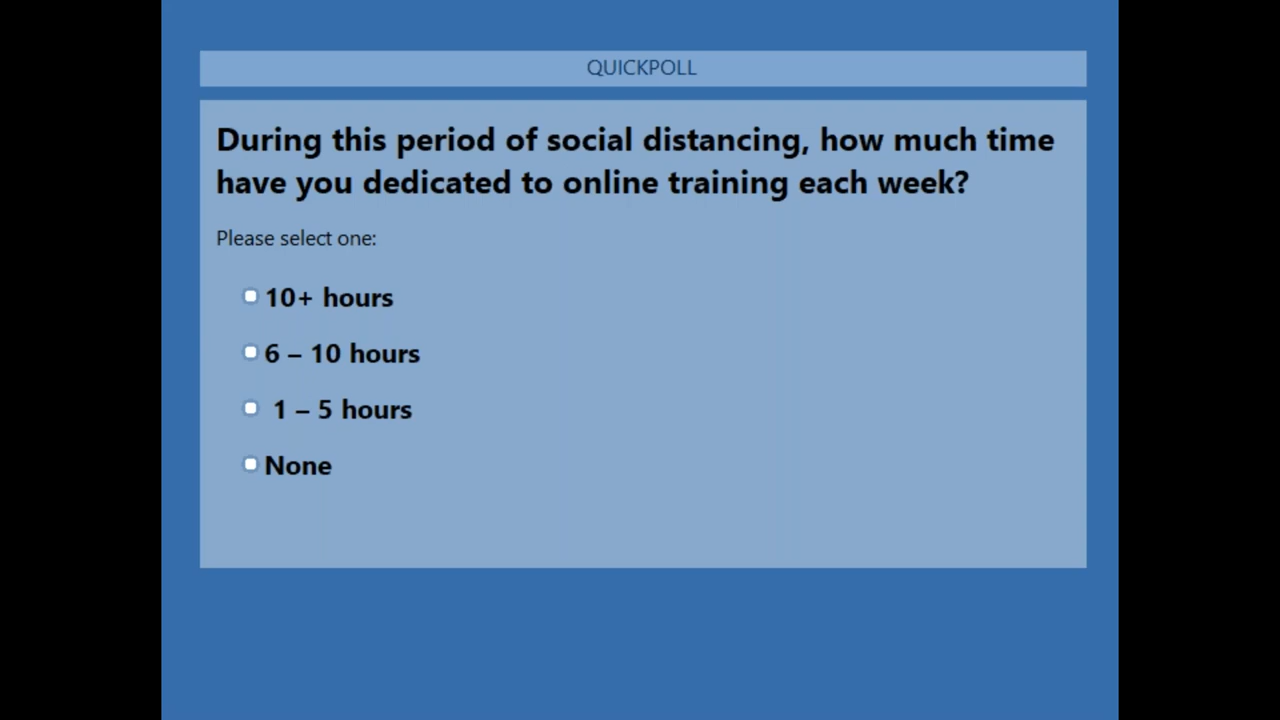 QUICKPOLL
During this period of social distancing, how much time
have you dedicated to online training each week?
Please select one:
10+ hours
6 – 10 hours
1 – 5 hours
None